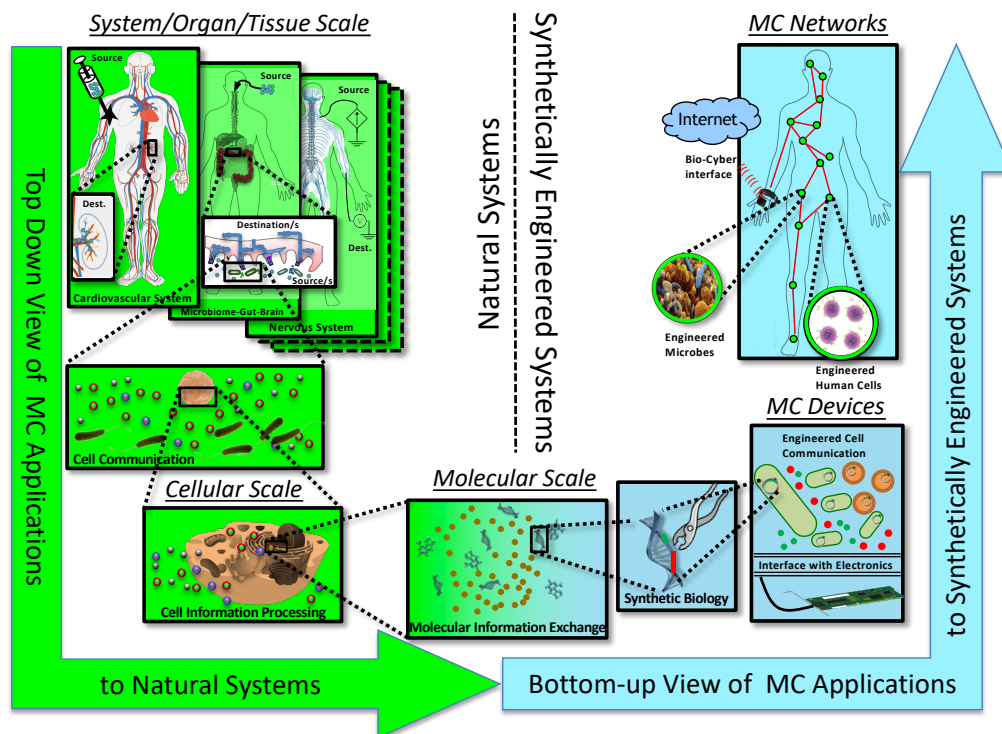 System/Organ/Tissue Scale
Source
Dest.
Cardiovascular System
Source
Destination/s
Source/s
Microbiome-Gut-Brain
Source
Dest.
Nervous System
Cell Communication
Cellular Scale
Cell Information Processing
Top Down View of MC Applications
to Natural Systems
Natural Systems
Synthetically Engineered Systems
Molecular Scale
Molecular Information Exchange
Synthetic Biology
MC Networks
Internet
Bio-Cyber
interface
Engineered
Microbes
Engineered
Human Cells
MC Devices
Engineered Cell
Communication
Interface with Electronics
Bottom-up View of MC Applications
to Synthetically Engineered Systems